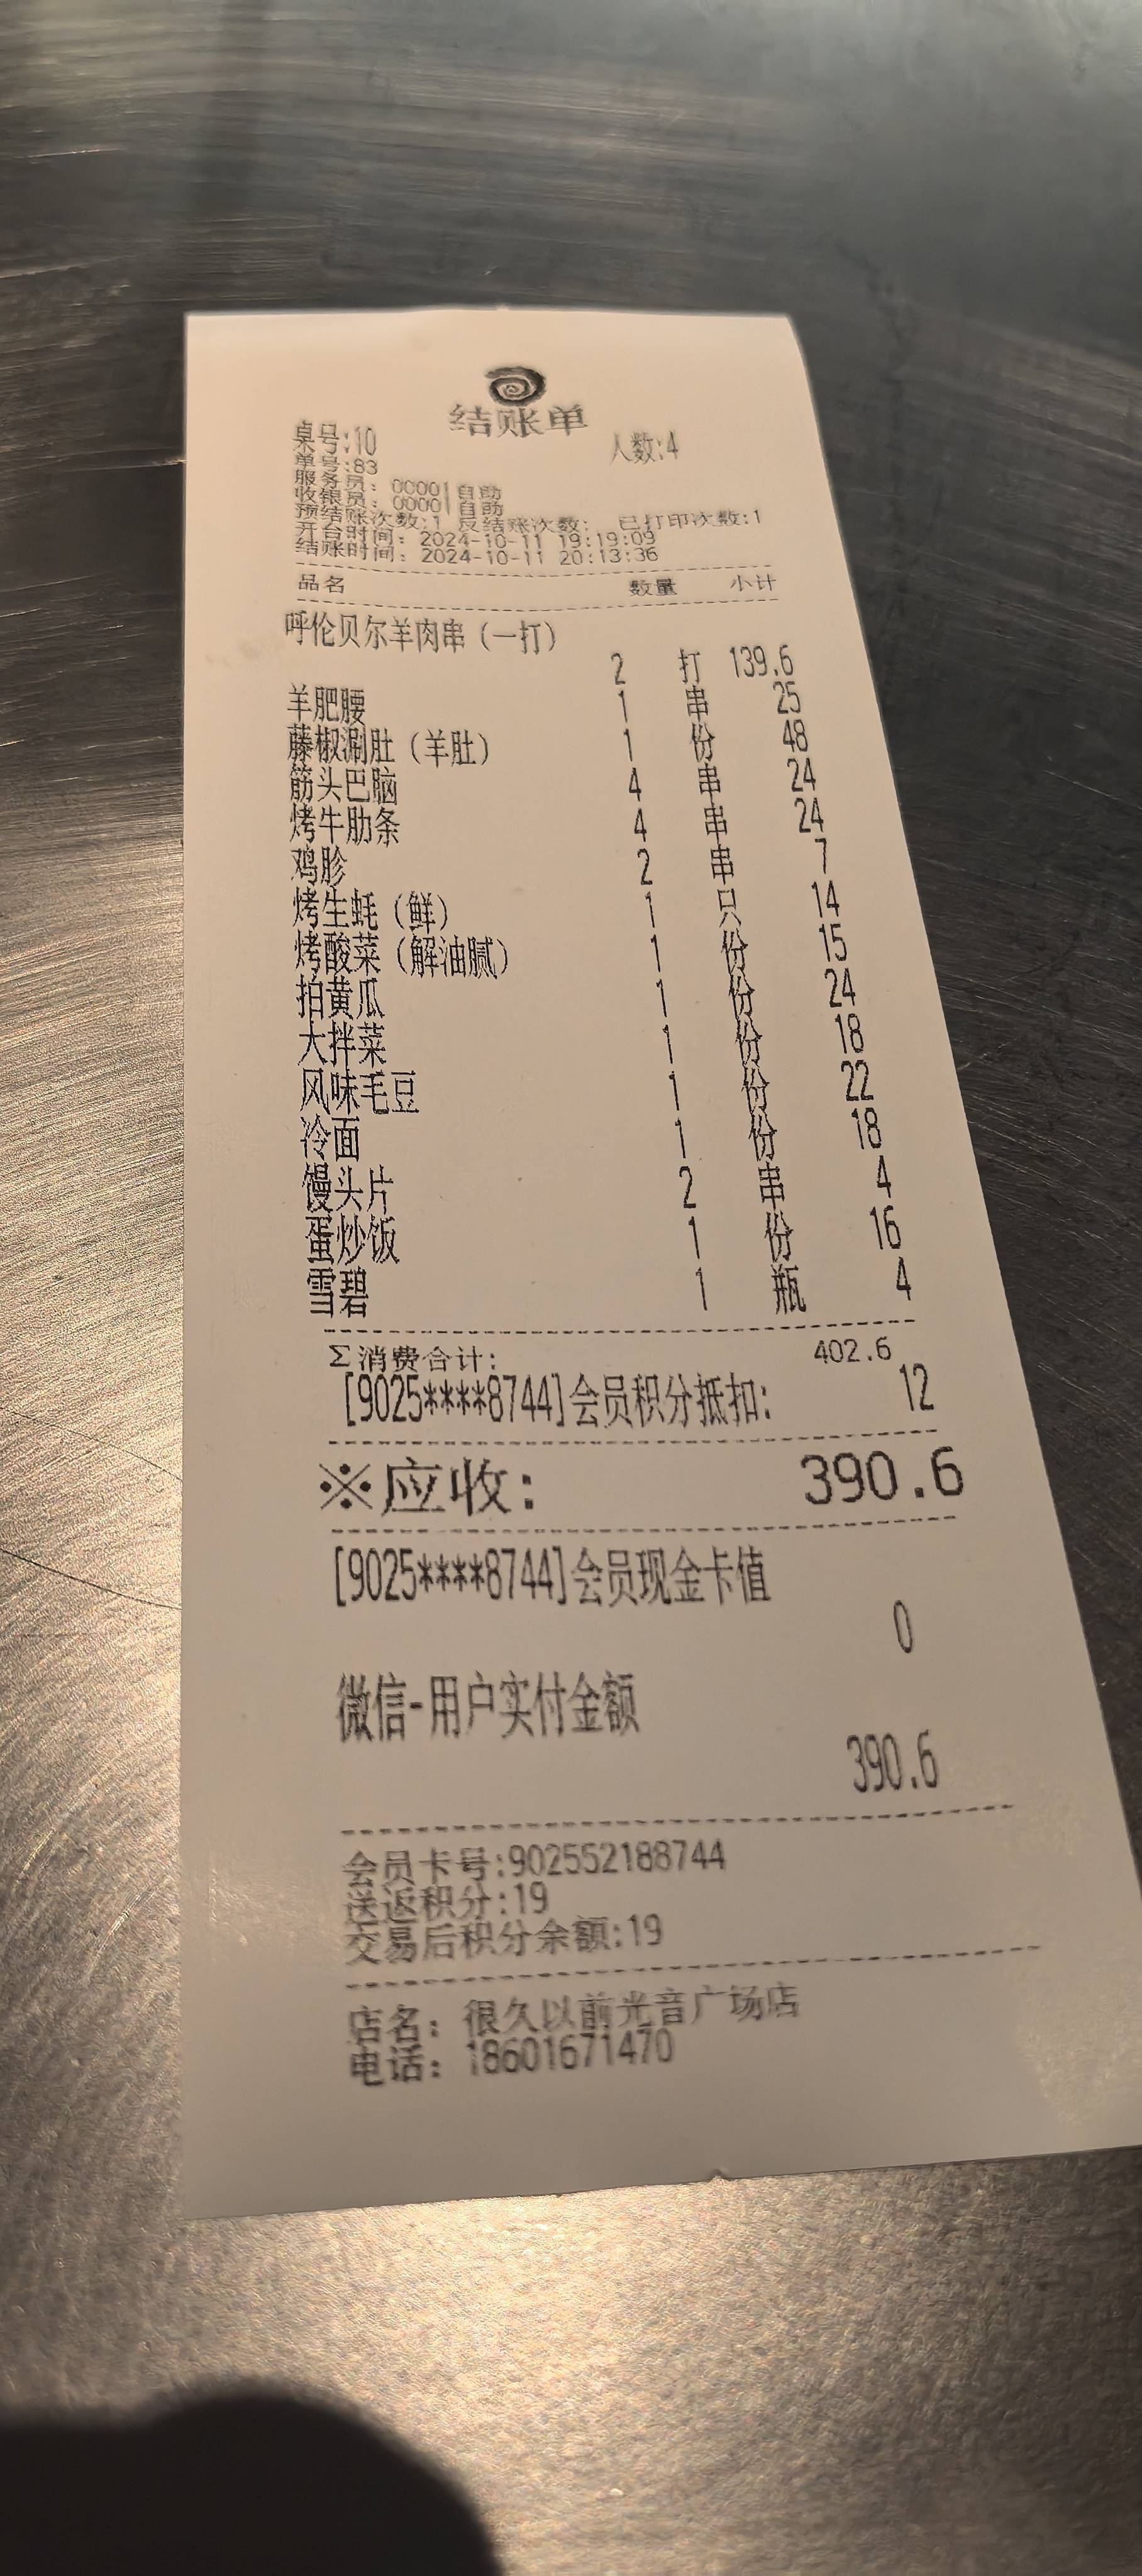 结账单
桌号:10 人数:4
单号:83
服务员: 0000|自助
收银员: 0000|自助
预结账次数:1 反结账次数: 已打印次数:1
开台时间: 2024-10-11 19:19:09
结账时间: 2024-10-11 20:13:36
品名 数量 小计
呼伦贝尔羊肉串(一打)
2 打 139.6
羊肥腰 1 串 25
藤椒涮肚(羊肚) 1 份 48
筋头巴脑 4 串 24
烤牛肋条 4 串 24
鸡胗 2 串 7
烤生蚝(鲜) 1 只 14
烤酸菜(解油腻) 1 份 15
拍黄瓜 1 份 24
大拌菜 1 份 18
风味毛豆 1 份 22
冷面 1 份 18
馒头片 2 串 4
蛋炒饭 1 份 16
雪碧 1 瓶 4
Σ消费合计: 402.6
[9025****8744]会员积分抵扣: 12
※应收: 390.6
[9025****8744]会员现金卡值
0
微信-用户实付金额
390.6
会员卡号:902552188744
送返积分:19
交易后积分余额:19
店名: 很久以前光音广场店
电话: 18601671470